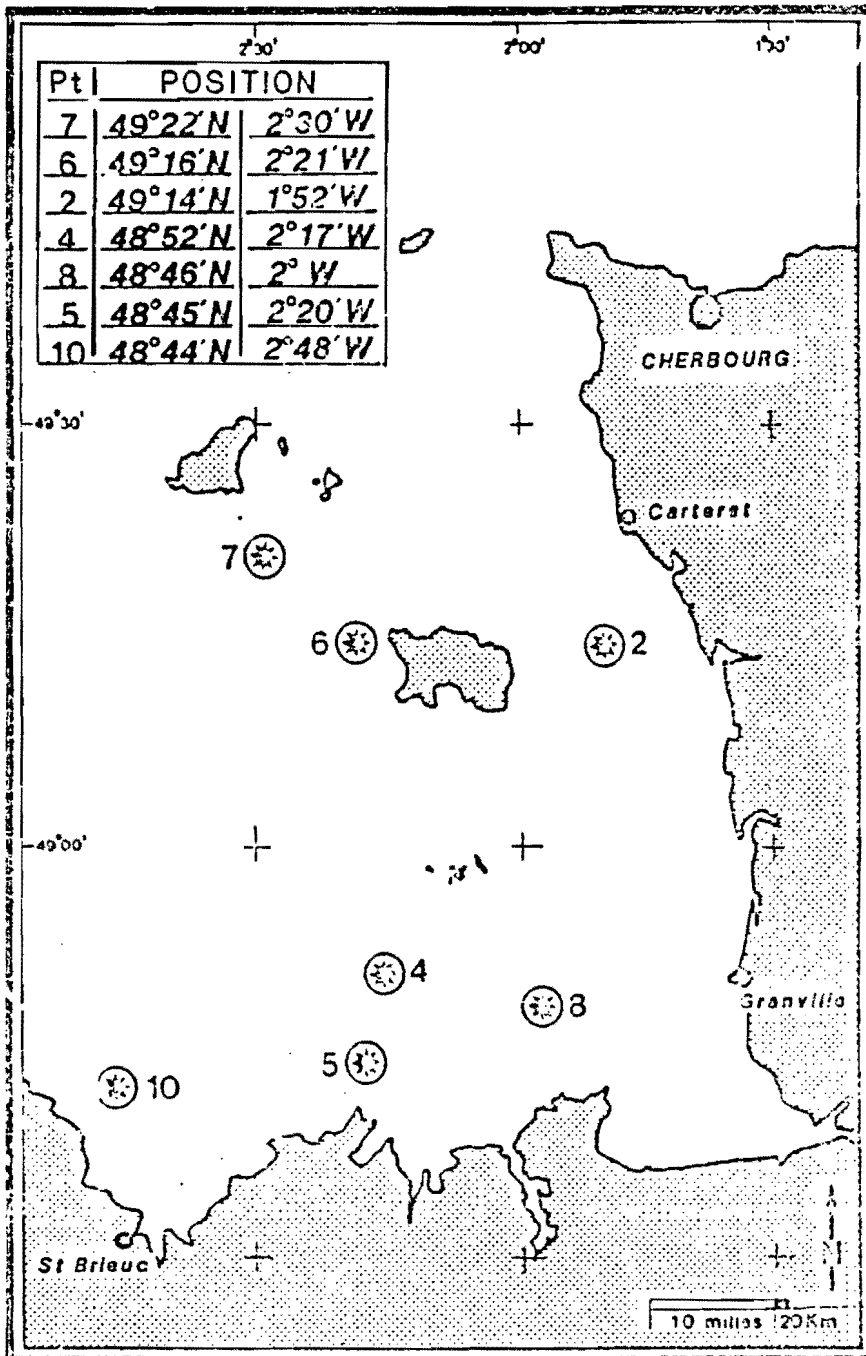 2°30' 2°00' 1°30'
Pt POSITION
7 49°22'N 2°30'W
6 49°16'N 2°21'W
2 49°14'N 1°52'W
4 48°52'N 2°17'W
8 48°46'N 2° W
5 48°45'N 2°20'W
10 48°44'N 2°48'W
CHERBOURG
49°30'
Carteret
7
6 2
49°00'
4
8
Granville
5
10
St Brieuc
N
10 milles 20Km